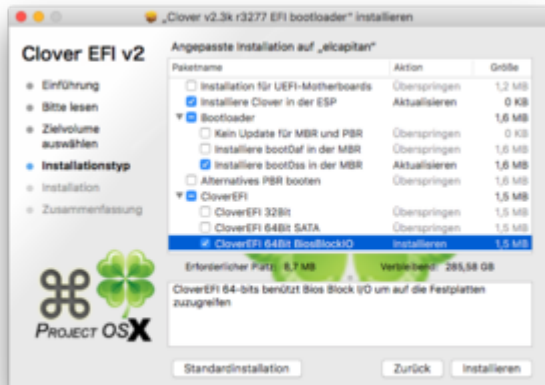 „Clover v2.3k r3277 EFI bootloader“ installieren
Clover EFI v2
Einführung
Bitte lesen
Zielvolume
auswählen
Installationstyp
Installation
Zusammenfassung
PROJECT OSX
Angepasste Installation auf „elcapitan“
Paketname Aktion Größe
Installation für UEFI-Motherboards Überspringen 1,2 MB
Installiere Clover in der ESP Aktualisieren 0 KB
Bootloader 1,6 MB
Kein Update für MBR und PBR Überspringen 0 KB
Installiere boot0af in der MBR Überspringen 1,6 MB
Installiere boot0ss in der MBR Aktualisieren 1,6 MB
Alternatives PBR booten Überspringen 1,6 MB
CloverEFI 1,5 MB
CloverEFI 32Bit Überspringen 1,5 MB
CloverEFI 64Bit SATA Überspringen 1,5 MB
CloverEFI 64Bit BiosBlockIO Installieren 1,5 MB
Erforderlicher Platz: 6,7 MB Verbleibend: 285,58 GB
CloverEFI 64-bits benützt Bios Block I/O um auf die Festplatten
zuzugreifen
Standardinstallation Zurück Installieren